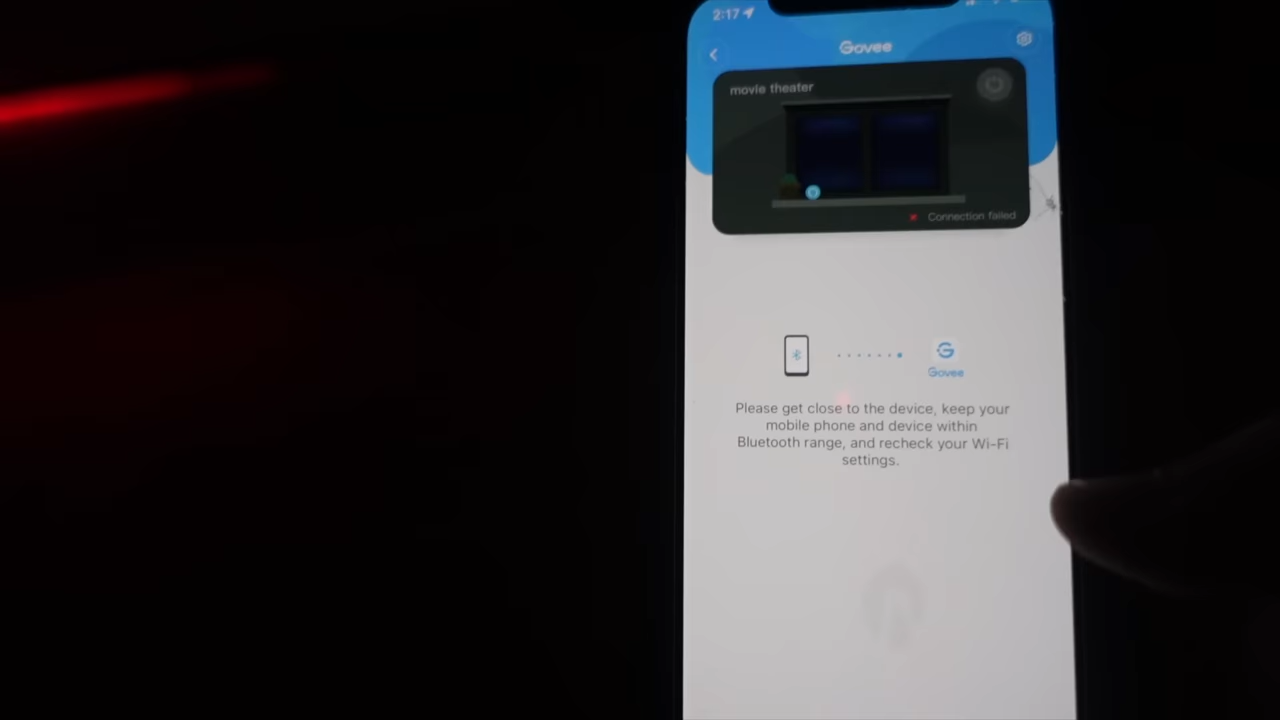 2:17
Govee
movie theater
Connection failed
Govee
Please get close to the device, keep your
mobile phone and device within
Bluetooth range, and recheck your Wi-Fi
settings.